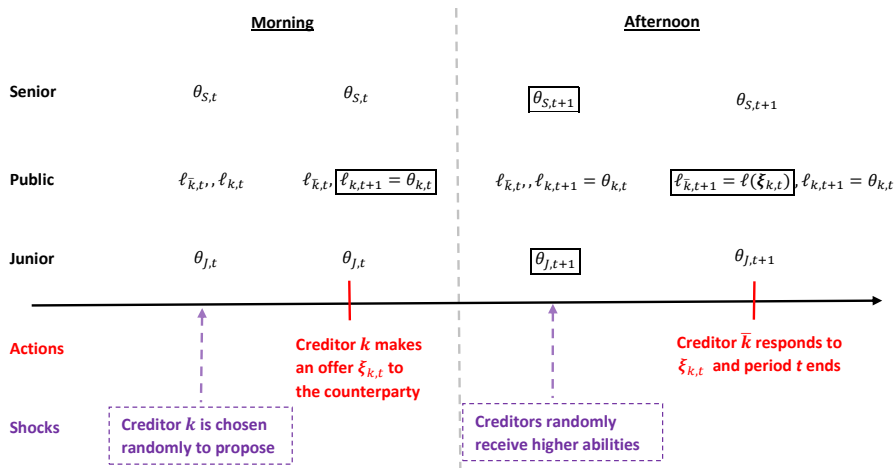 Morning Afternoon
Senior θ_{S,t} θ_{S,t} θ_{S,t+1} θ_{S,t+1}
Public ℓ_{k̄,t},, ℓ_{k,t} ℓ_{k̄,t}, ℓ_{k,t+1} = θ_{k,t} ℓ_{k̄,t},, ℓ_{k,t+1} = θ_{k,t} ℓ_{k̄,t+1} = ℓ(ξ_{k,t}), ℓ_{k,t+1} = θ_{k,t}
Junior θ_{J,t} θ_{J,t} θ_{J,t+1} θ_{J,t+1}
Actions
Creditor k makes
an offer ξ_{k,t} to
the counterparty
Creditor k̄ responds to
ξ_{k,t} and period t ends
Shocks
Creditor k is chosen
randomly to propose
Creditors randomly
receive higher abilities